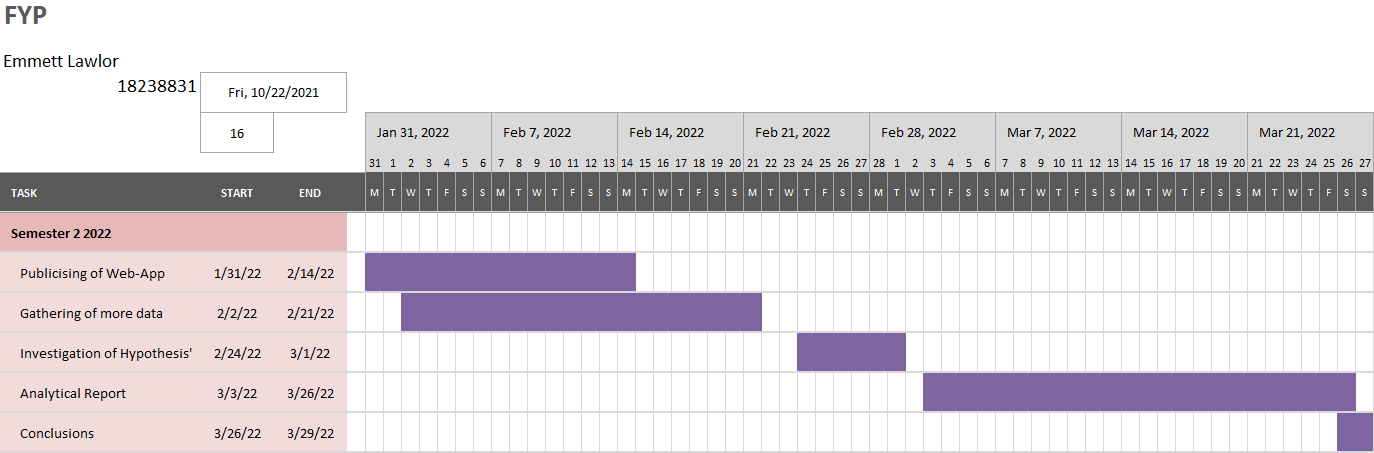 FYP
Emmett Lawlor
18238831
Fri, 10/22/2021
16
Jan 31, 2022 Feb 7, 2022 Feb 14, 2022 Feb 21, 2022 Feb 28, 2022 Mar 7, 2022 Mar 14, 2022 Mar 21, 2022
31 1 2 3 4 5 6 7 8 9 10 11 12 13 14 15 16 17 18 19 20 21 22 23 24 25 26 27 28 1 2 3 4 5 6 7 8 9 10 11 12 13 14 15 16 17 18 19 20 21 22 23 24 25 26 27
TASK START END M T W T F S S M T W T F S S M T W T F S S M T W T F S S M T W T F S S M T W T F S S M T W T F S S M T W T F S S
Semester 2 2022
Publicising of Web-App 1/31/22 2/14/22
Gathering of more data 2/2/22 2/21/22
Investigation of Hypothesis' 2/24/22 3/1/22
Analytical Report 3/3/22 3/26/22
Conclusions 3/26/22 3/29/22